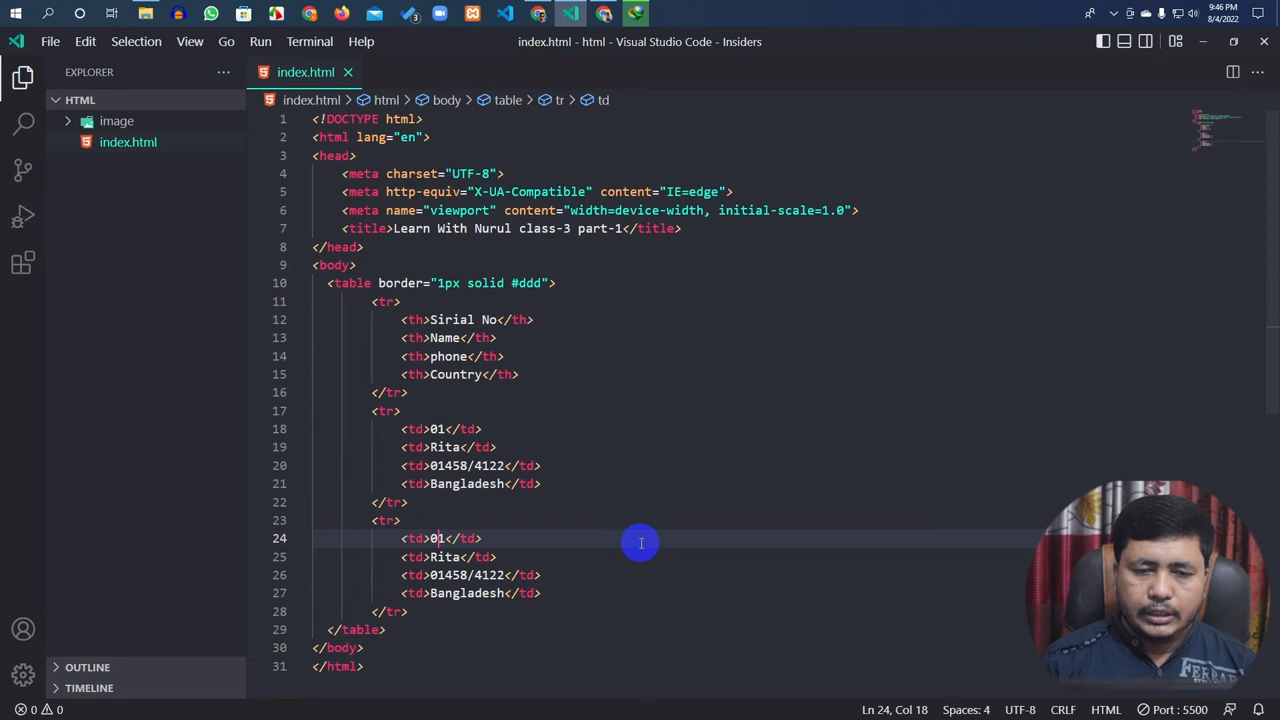 3
9:46 PM
8/4/2022
File Edit Selection View Go Run Terminal Help
index.html - html - Visual Studio Code - Insiders
EXPLORER
index.html
HTML
index.html > html > body > table > tr > td
image
index.html
1 <!DOCTYPE html>
2 <html lang="en">
3 <head>
4 <meta charset="UTF-8">
5 <meta http-equiv="X-UA-Compatible" content="IE=edge">
6 <meta name="viewport" content="width=device-width, initial-scale=1.0">
7 <title>Learn With Nurul class-3 part-1</title>
8 </head>
9 <body>
10 <table border="1px solid #ddd">
11 <tr>
12 <th>Sirial No</th>
13 <th>Name</th>
14 <th>phone</th>
15 <th>Country</th>
16 </tr>
17 <tr>
18 <td>01</td>
19 <td>Rita</td>
20 <td>01458/4122</td>
21 <td>Bangladesh</td>
22 </tr>
23 <tr>
24 <td>01</td>
25 <td>Rita</td>
26 <td>01458/4122</td>
27 <td>Bangladesh</td>
28 </tr>
29 </table>
30 </body>
31 </html>
FERRAR
OUTLINE
TIMELINE
0 0
Ln 24, Col 18 Spaces: 4 UTF-8 CRLF HTML Port : 5500